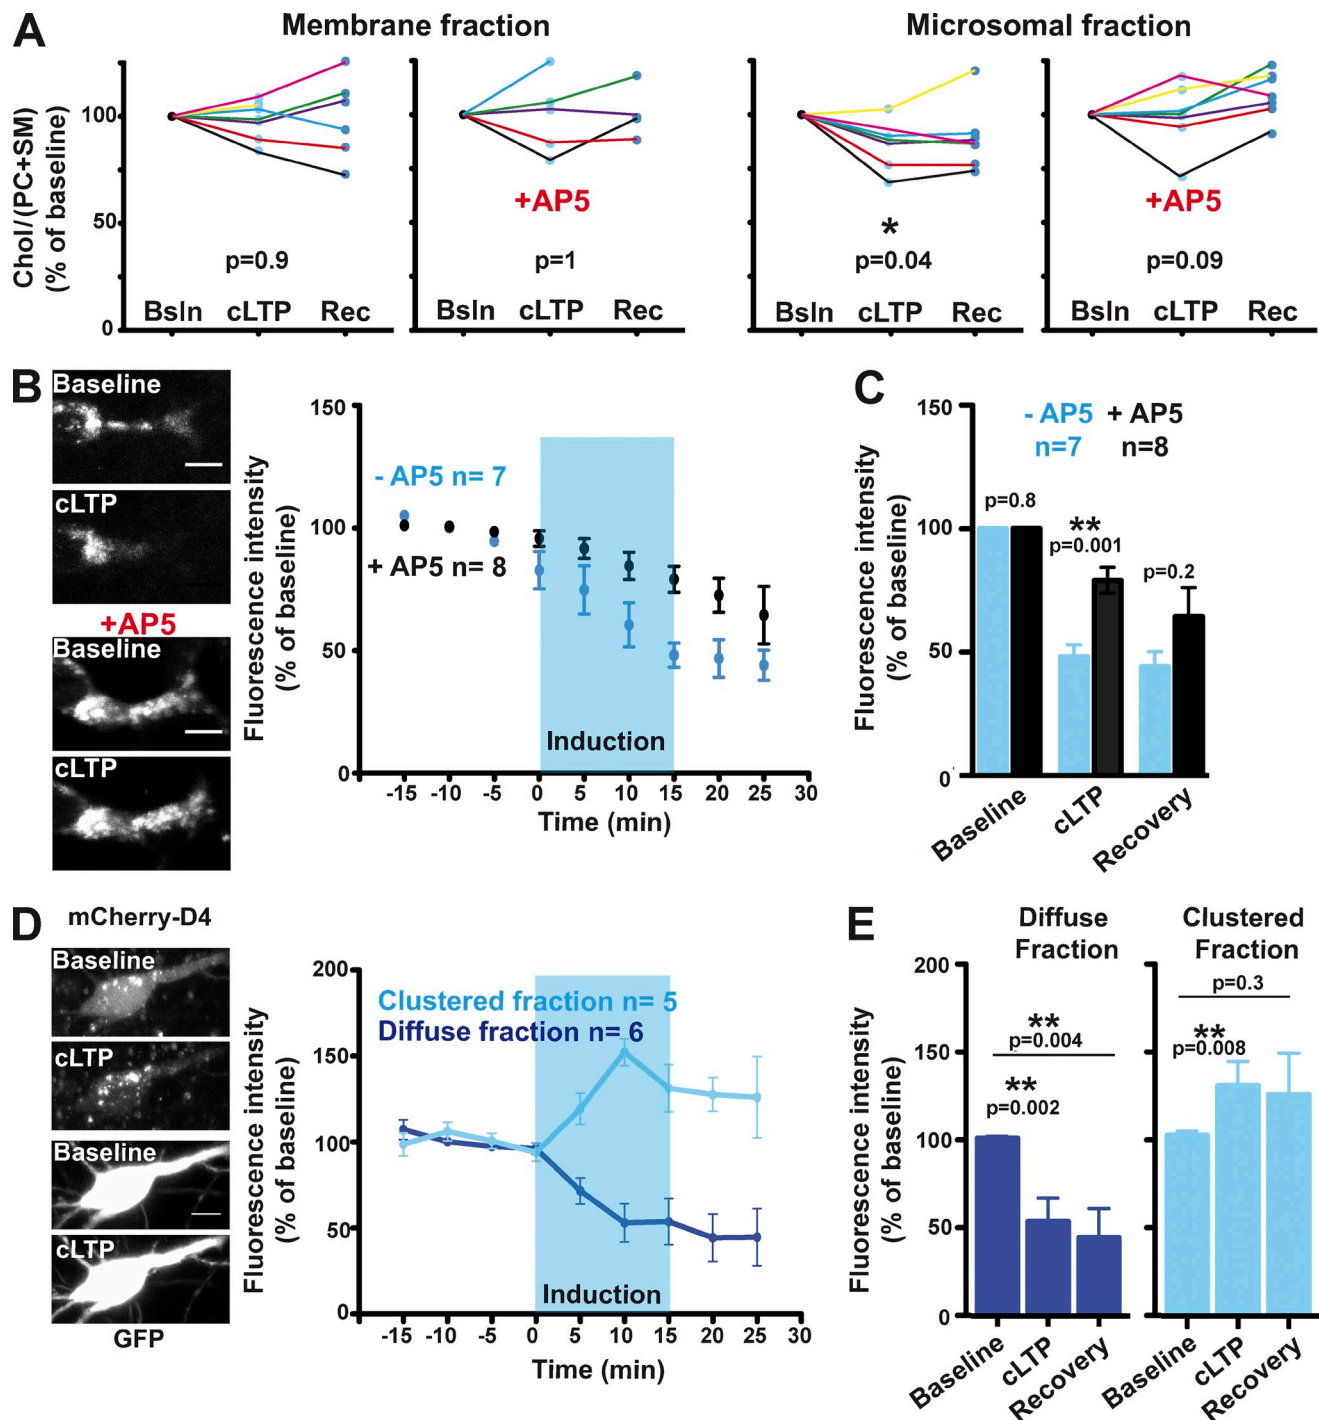 A
Membrane fraction
Microsomal fraction
Chol/(PC+SM)
(% of baseline)
100
50
0
p=0.9
Bsln cLTP Rec
+AP5
p=1
Bsln cLTP Rec
*
p=0.04
Bsln cLTP Rec
+AP5
p=0.09
Bsln cLTP Rec
B
Baseline
cLTP
+AP5
Baseline
cLTP
Fluorescence intensity
(% of baseline)
150
100
50
0
- AP5 n= 7
+ AP5 n= 8
Induction
-15 -10 -5 0 5 10 15 20 25 30
Time (min)
C
Fluorescence intensity
(% of baseline)
150
100
50
0
- AP5 + AP5
n=7 n=8
p=0.8
**
p=0.001
p=0.2
Baseline
cLTP
Recovery
D
mCherry-D4
Baseline
cLTP
Baseline
cLTP
GFP
Fluorescence intensity
(% of baseline)
200
150
100
50
0
Clustered fraction n= 5
Diffuse fraction n= 6
Induction
-15 -10 -5 0 5 10 15 20 25 30
Time (min)
E
Diffuse
Fraction
Clustered
Fraction
Fluorescence intensity
(% of baseline)
200
150
100
50
0
**
p=0.004
**
p=0.002
Baseline
cLTP
Recovery
p=0.3
**
p=0.008
Baseline
cLTP
Recovery